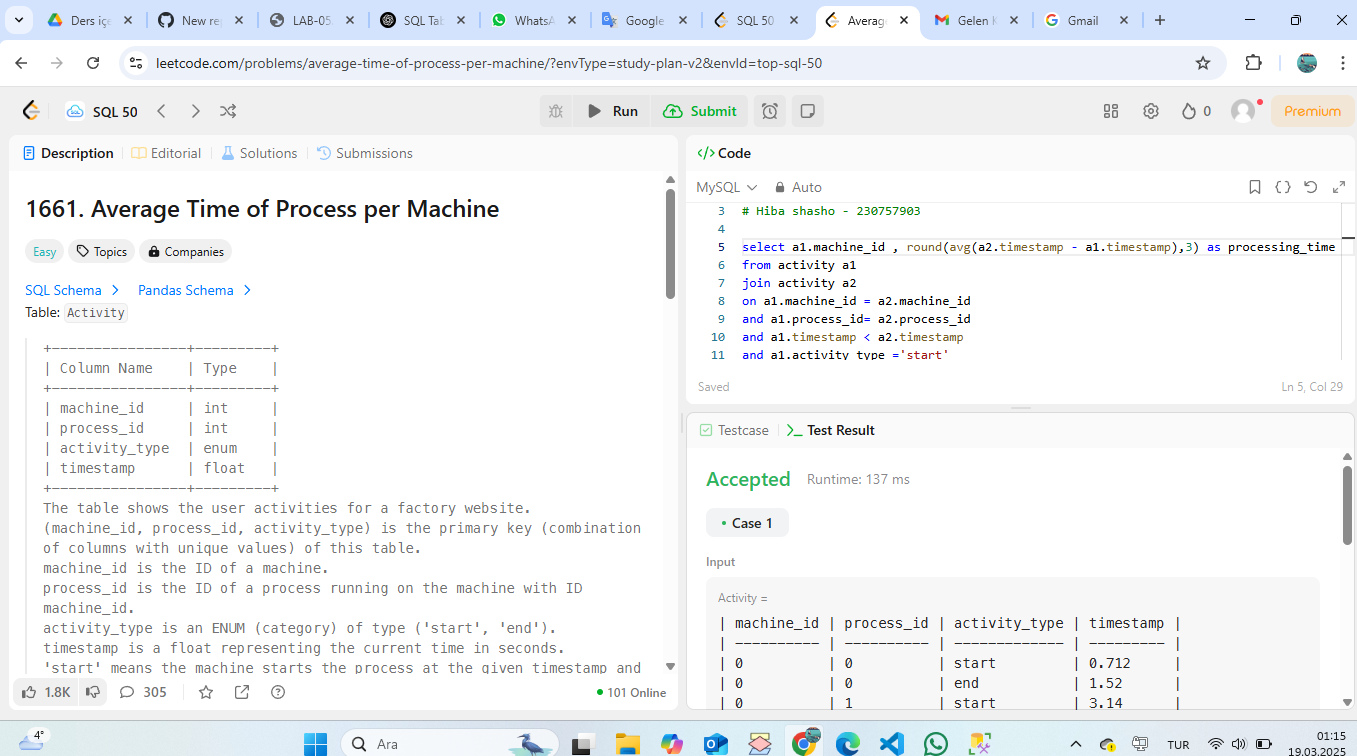 Ders içe
New re
LAB-05
SQL Tab
WhatsA
Google
SQL 50
Averag
Gelen K
Gmail
leetcode.com/problems/average-time-of-process-per-machine/?envType=study-plan-v2&envId=top-sql-50
SQL 50
Run
Submit
0
Premium
Description
Editorial
Solutions
Submissions
1661. Average Time of Process per Machine
Easy
Topics
Companies
SQL Schema
Pandas Schema
Table: Activity
+----------------+---------+
| Column Name    | Type    |
+----------------+---------+
| machine_id     | int     |
| process_id     | int     |
| activity_type  | enum    |
| timestamp      | float   |
+----------------+---------+
The table shows the user activities for a factory website.
(machine_id, process_id, activity_type) is the primary key (combination
of columns with unique values) of this table.
machine_id is the ID of a machine.
process_id is the ID of a process running on the machine with ID
machine_id.
activity_type is an ENUM (category) of type ('start', 'end').
timestamp is a float representing the current time in seconds.
'start' means the machine starts the process at the given timestamp and
1.8K
305
101 Online
Code
MySQL
Auto
3 # Hiba shasho - 230757903
4
5 select a1.machine_id , round(avg(a2.timestamp - a1.timestamp),3) as processing_time
6 from activity a1
7 join activity a2
8 on a1.machine_id = a2.machine_id
9 and a1.process_id= a2.process_id
10 and a1.timestamp < a2.timestamp
11 and a1.activity_type ='start'
Saved
Ln 5, Col 29
Testcase
Test Result
Accepted
Runtime: 137 ms
Case 1
Input
Activity =
| machine_id | process_id | activity_type | timestamp |
| ---------- | ---------- | ------------- | --------- |
| 0          | 0          | start         | 0.712     |
| 0          | 0          | end           | 1.52      |
| 0          | 1          | start         | 3.14      |
4°
Ara
TUR
01:15
19.03.2025